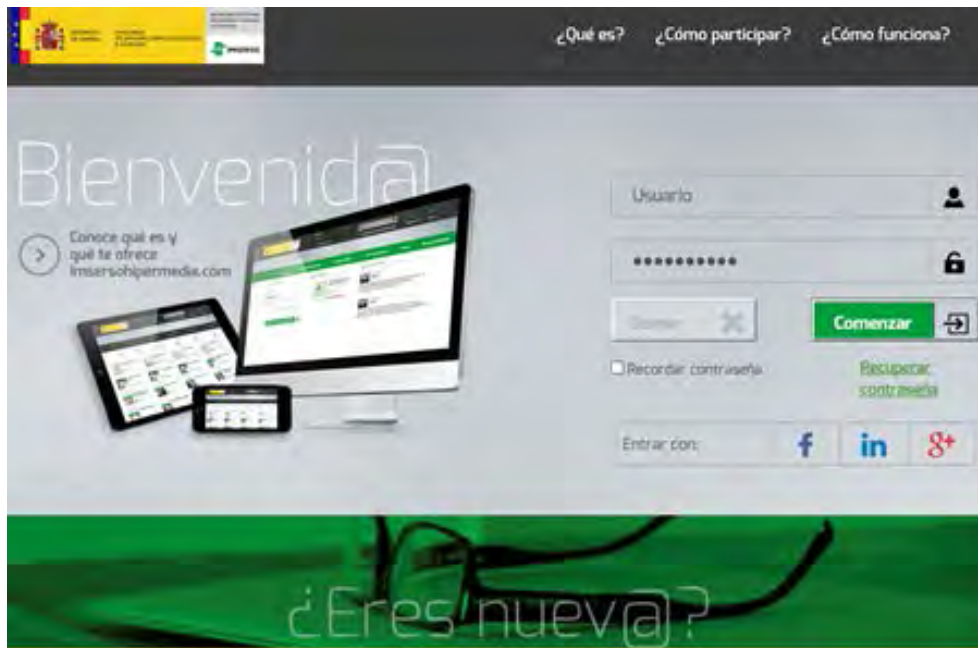 ¿Qué es? ¿Cómo participar? ¿Cómo funciona?
Bienvenid@
Conoce qué es y
qué te ofrece
Imsersohipermedia.com
Usuario
Comenzar
Recordar contraseña
Recuperar
contraseña
Entrar con:
f in 8+
¿Eres nuev@?